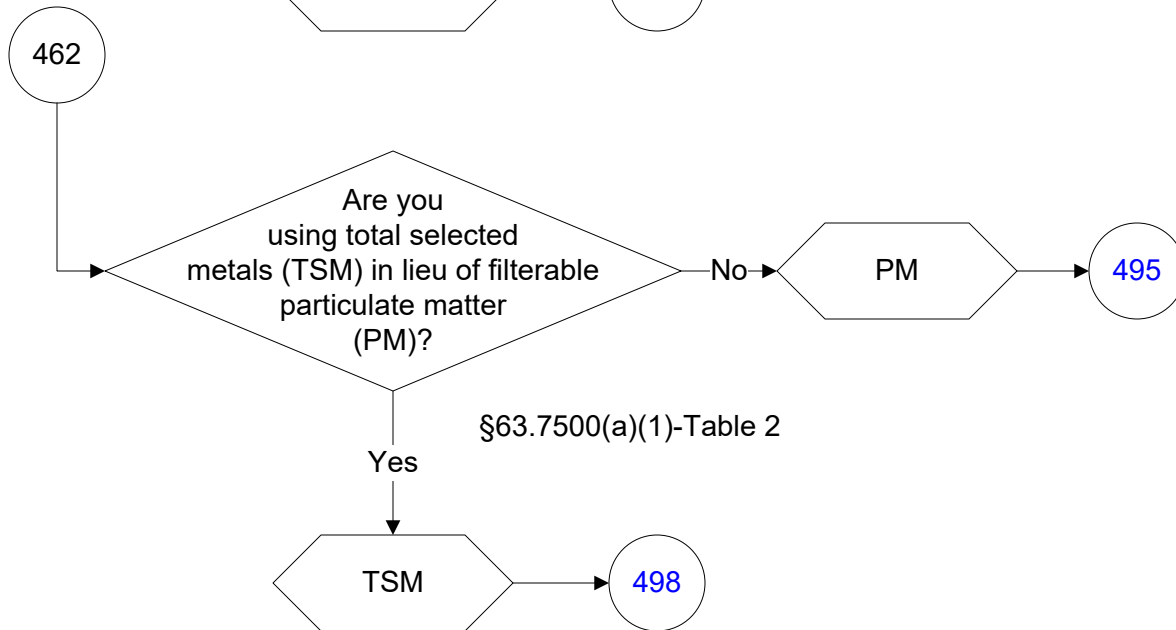 462
Are you
using total selected
metals (TSM) in lieu of filterable
particulate matter
(PM)?
No
PM
495
§63.7500(a)(1)-Table 2
Yes
TSM
498